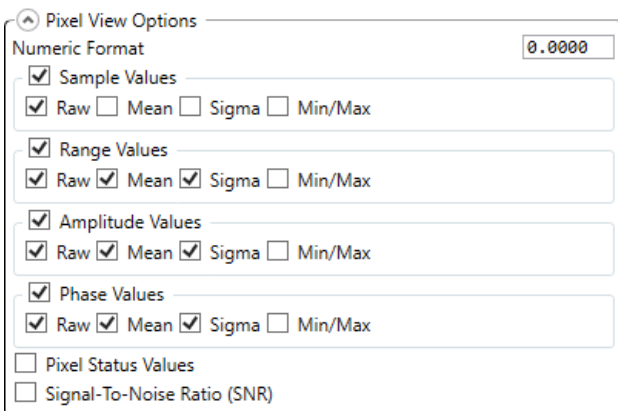 Pixel View Options
Numeric Format 0.0000
Sample Values
Raw Mean Sigma Min/Max
Range Values
Raw Mean Sigma Min/Max
Amplitude Values
Raw Mean Sigma Min/Max
Phase Values
Raw Mean Sigma Min/Max
Pixel Status Values
Signal-To-Noise Ratio (SNR)